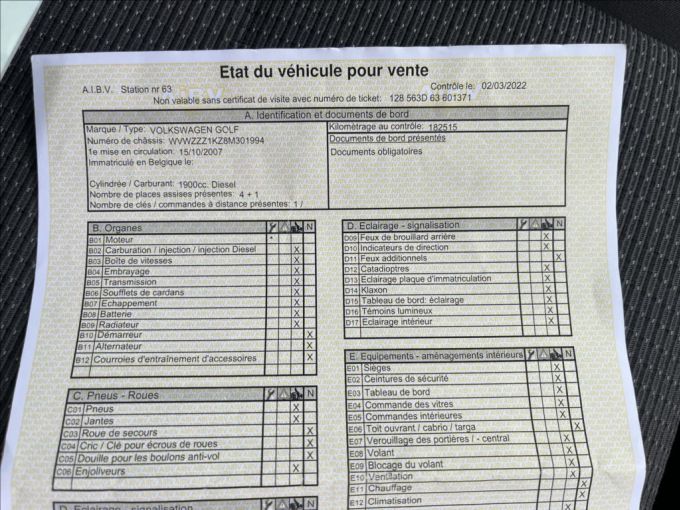 Etat du véhicule pour vente
A.I.B.V. Station nr 63 Contrôle le: 02/03/2022
Non valable sans certificat de visite avec numéro de ticket: 128 563D 63 601371
A. Identification et documents de bord
Marque / Type: VOLKSWAGEN GOLF
Numéro de châssis: WVWZZZ1KZ8M301994
1e mise en circulation: 15/10/2007
Immatriculé en Belgique le:
Cylindrée / Carburant: 1900cc. Diesel
Nombre de places assises présentes: 4 + 1
Nombre de clés / commandes à distance présentes: 1 /
Kilométrage au contrôle: 182515
Documents de bord présentés
Documents obligatoires
B. Organes N
B01 Moteur *
B02 Carburation / injection / injection Diesel X
B03 Boîte de vitesses X
B04 Embrayage X
B05 Transmission X
B06 Soufflets de cardans X
B07 Echappement X
B08 Batterie X
B09 Radiateur X
B10 Démarreur X
B11 Alternateur X
B12 Courroies d'entraînement d'accessoires X
C. Pneus - Roues N
C01 Pneus X
C02 Jantes X
C03 Roue de secours X
C04 Cric / Clé pour écrous de roues X
C05 Douille pour les boulons anti-vol X
C06 Enjoliveurs X
D. Eclairage - signalisation N
D. Eclairage - signalisation N
D09 Feux de brouillard arrière X
D10 Indicateurs de direction X
D11 Feux additionnels X
D12 Catadioptres X
D13 Eclairage plaque d'immatriculation X
D14 Klaxon X
D15 Tableau de bord: éclairage X
D16 Témoins lumineux X
D17 Eclairage intérieur X
E. Equipements - aménagements intérieurs N
E01 Sièges X
E02 Ceintures de sécurité X
E03 Tableau de bord X
E04 Commande des vitres X
E05 Commandes intérieures X
E06 Toit ouvrant / cabrio / targa X
E07 Verouillage des portières / - central X
E08 Volant X
E09 Blocage du volant X
E10 Ventilation X
E11 Chauffage X
E12 Climatisation X